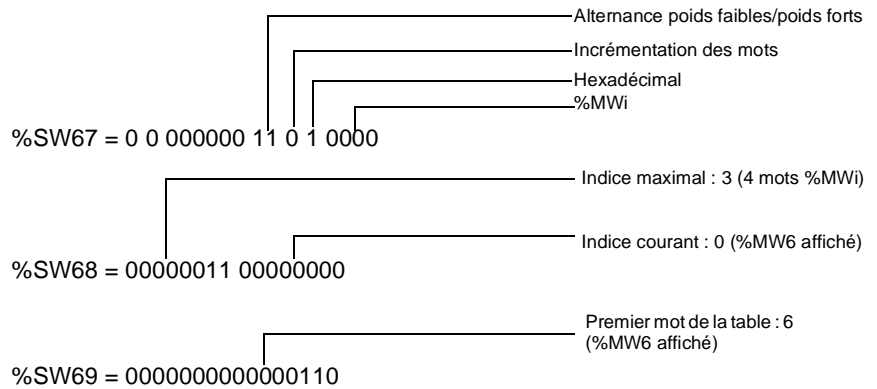 Alternance poids faibles/poids forts
Incrémentation des mots
Hexadécimal
%MWi
%SW67 = 0 0 000000 11 0 1 0000
Indice maximal : 3 (4 mots %MWi)
Indice courant : 0 (%MW6 affiché)
%SW68 = 00000011 00000000
Premier mot de la table : 6
(%MW6 affiché)
%SW69 = 0000000000000110